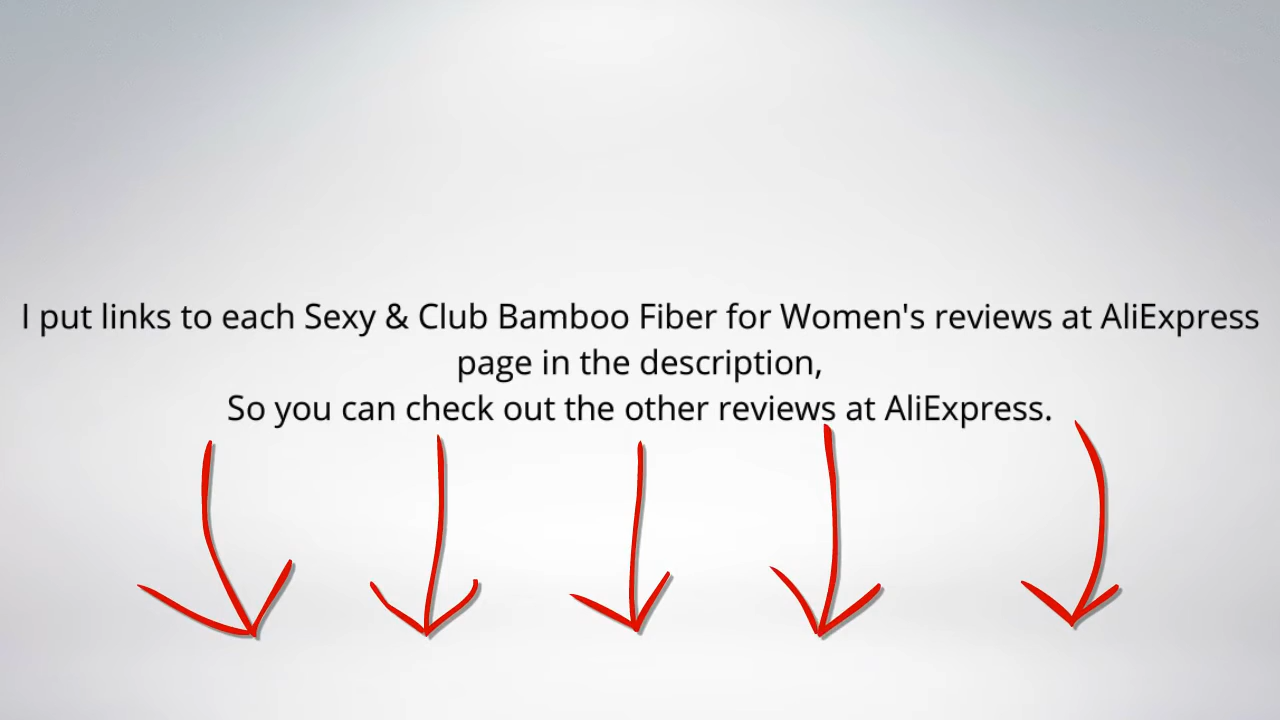 I put links to each Sexy & Club Bamboo Fiber for Women's reviews at AliExpress
page in the description,
So you can check out the other reviews at AliExpress.